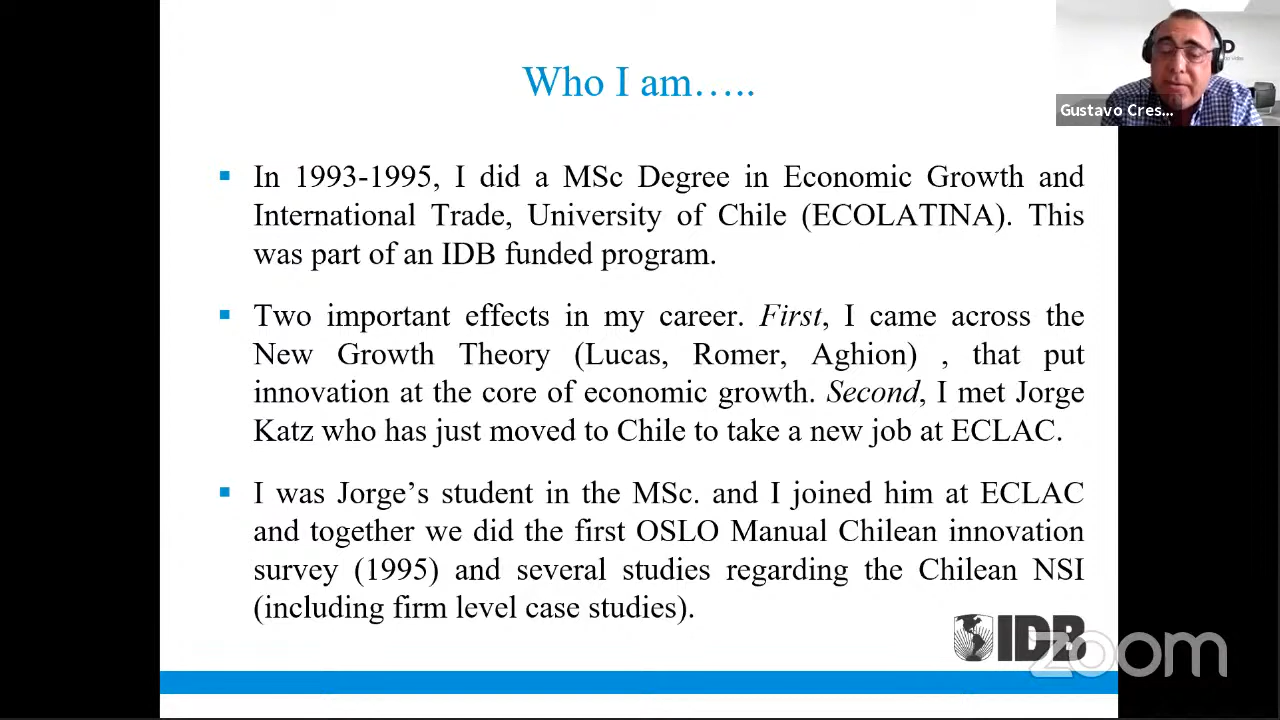 Who I am…..
Gustavo Cres...
In 1993-1995, I did a MSc Degree in Economic Growth and
International Trade, University of Chile (ECOLATINA). This
was part of an IDB funded program.
Two important effects in my career. First, I came across the
New Growth Theory (Lucas, Romer, Aghion) , that put
innovation at the core of economic growth. Second, I met Jorge
Katz who has just moved to Chile to take a new job at ECLAC.
I was Jorge’s student in the MSc. and I joined him at ECLAC
and together we did the first OSLO Manual Chilean innovation
survey (1995) and several studies regarding the Chilean NSI
(including firm level case studies).
IDB
zoom